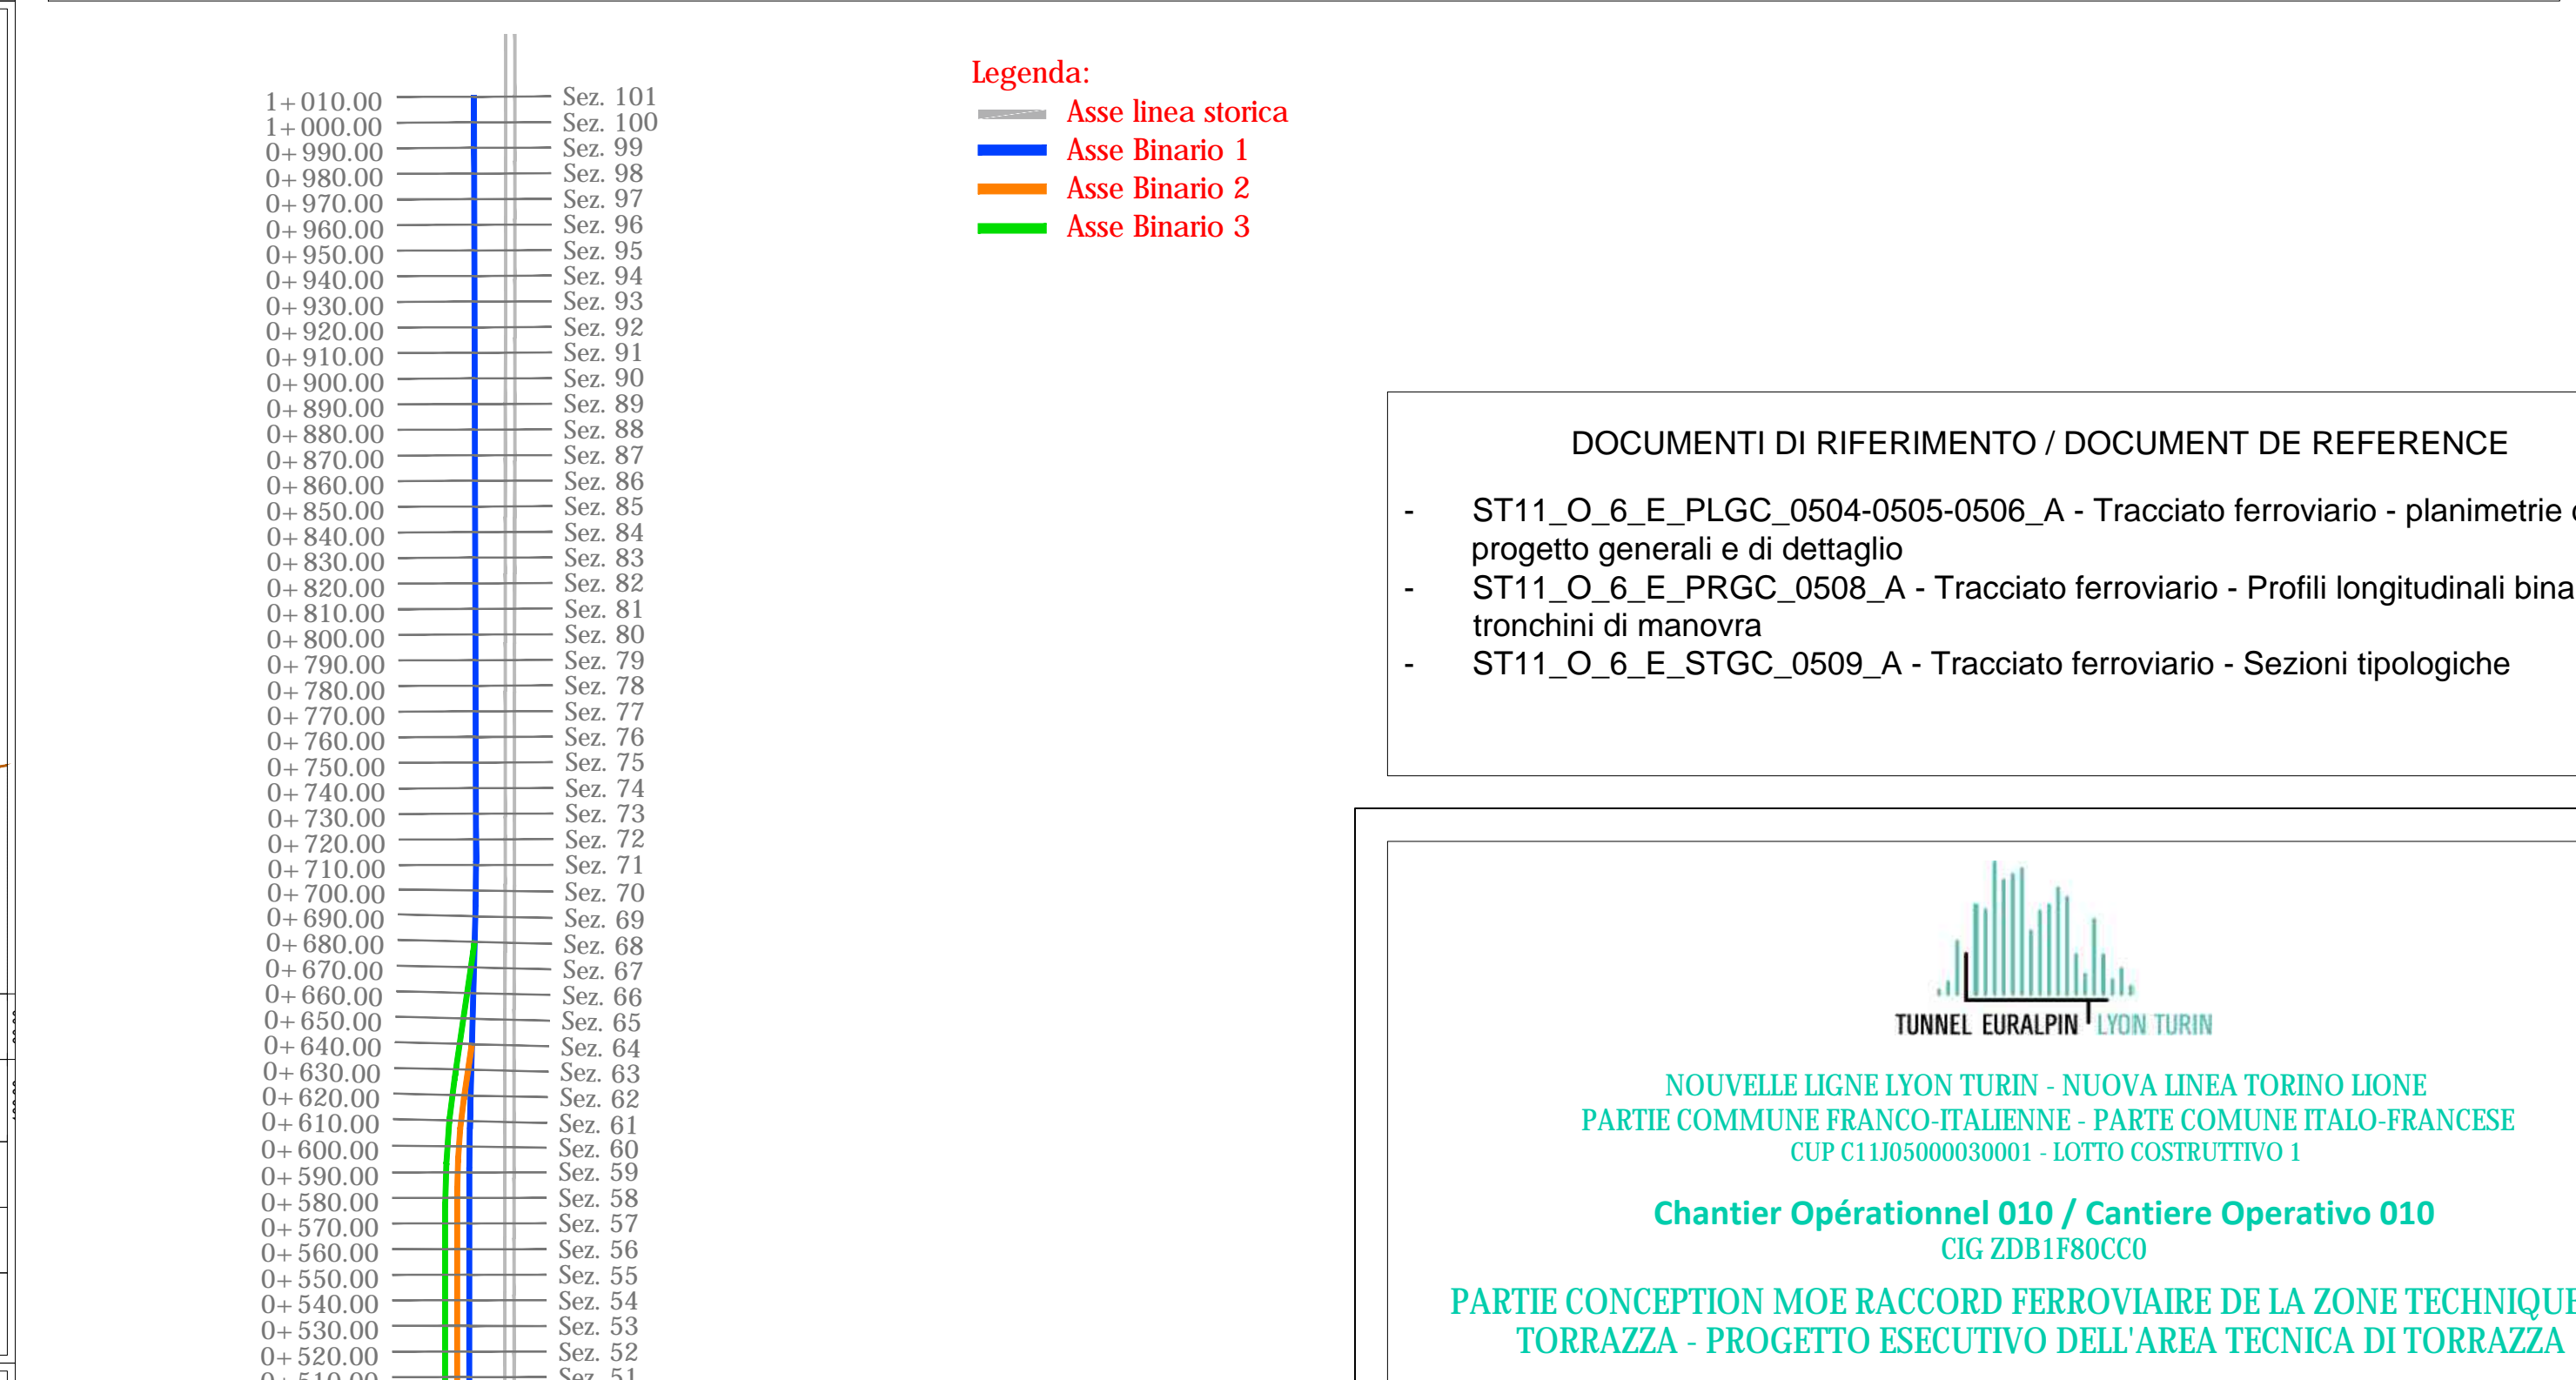 1+010.00 Sez. 101
1+000.00 Sez. 100
0+990.00 Sez. 99
0+980.00 Sez. 98
0+970.00 Sez. 97
0+960.00 Sez. 96
0+950.00 Sez. 95
0+940.00 Sez. 94
0+930.00 Sez. 93
0+920.00 Sez. 92
0+910.00 Sez. 91
0+900.00 Sez. 90
0+890.00 Sez. 89
0+880.00 Sez. 88
0+870.00 Sez. 87
0+860.00 Sez. 86
0+850.00 Sez. 85
0+840.00 Sez. 84
0+830.00 Sez. 83
0+820.00 Sez. 82
0+810.00 Sez. 81
0+800.00 Sez. 80
0+790.00 Sez. 79
0+780.00 Sez. 78
0+770.00 Sez. 77
0+760.00 Sez. 76
0+750.00 Sez. 75
0+740.00 Sez. 74
0+730.00 Sez. 73
0+720.00 Sez. 72
0+710.00 Sez. 71
0+700.00 Sez. 70
0+690.00 Sez. 69
0+680.00 Sez. 68
0+670.00 Sez. 67
0+660.00 Sez. 66
0+650.00 Sez. 65
0+640.00 Sez. 64
0+630.00 Sez. 63
0+620.00 Sez. 62
0+610.00 Sez. 61
0+600.00 Sez. 60
0+590.00 Sez. 59
0+580.00 Sez. 58
0+570.00 Sez. 57
0+560.00 Sez. 56
0+550.00 Sez. 55
0+540.00 Sez. 54
0+530.00 Sez. 53
0+520.00 Sez. 52
0+510.00 Sez. 51
Legenda:
Asse linea storica
Asse Binario 1
Asse Binario 2
Asse Binario 3
DOCUMENTI DI RIFERIMENTO / DOCUMENT DE REFERENCE
- ST11_O_6_E_PLGC_0504-0505-0506_A - Tracciato ferroviario - planimetrie
progetto generali e di dettaglio
- ST11_O_6_E_PRGC_0508_A - Tracciato ferroviario - Profili longitudinali bina
tronchini di manovra
- ST11_O_6_E_STGC_0509_A - Tracciato ferroviario - Sezioni tipologiche
TUNNEL EURALPIN LYON TURIN
NOUVELLE LIGNE LYON TURIN - NUOVA LINEA TORINO LIONE
PARTIE COMMUNE FRANCO-ITALIENNE - PARTE COMUNE ITALO-FRANCESE
CUP C11J05000030001 - LOTTO COSTRUTTIVO 1
Chantier Opérationnel 010 / Cantiere Operativo 010
CIG ZDB1F80CC0
PARTIE CONCEPTION MOE RACCORD FERROVIAIRE DE LA ZONE TECHNIQUE
TORRAZZA - PROGETTO ESECUTIVO DELL'AREA TECNICA DI TORRAZZA